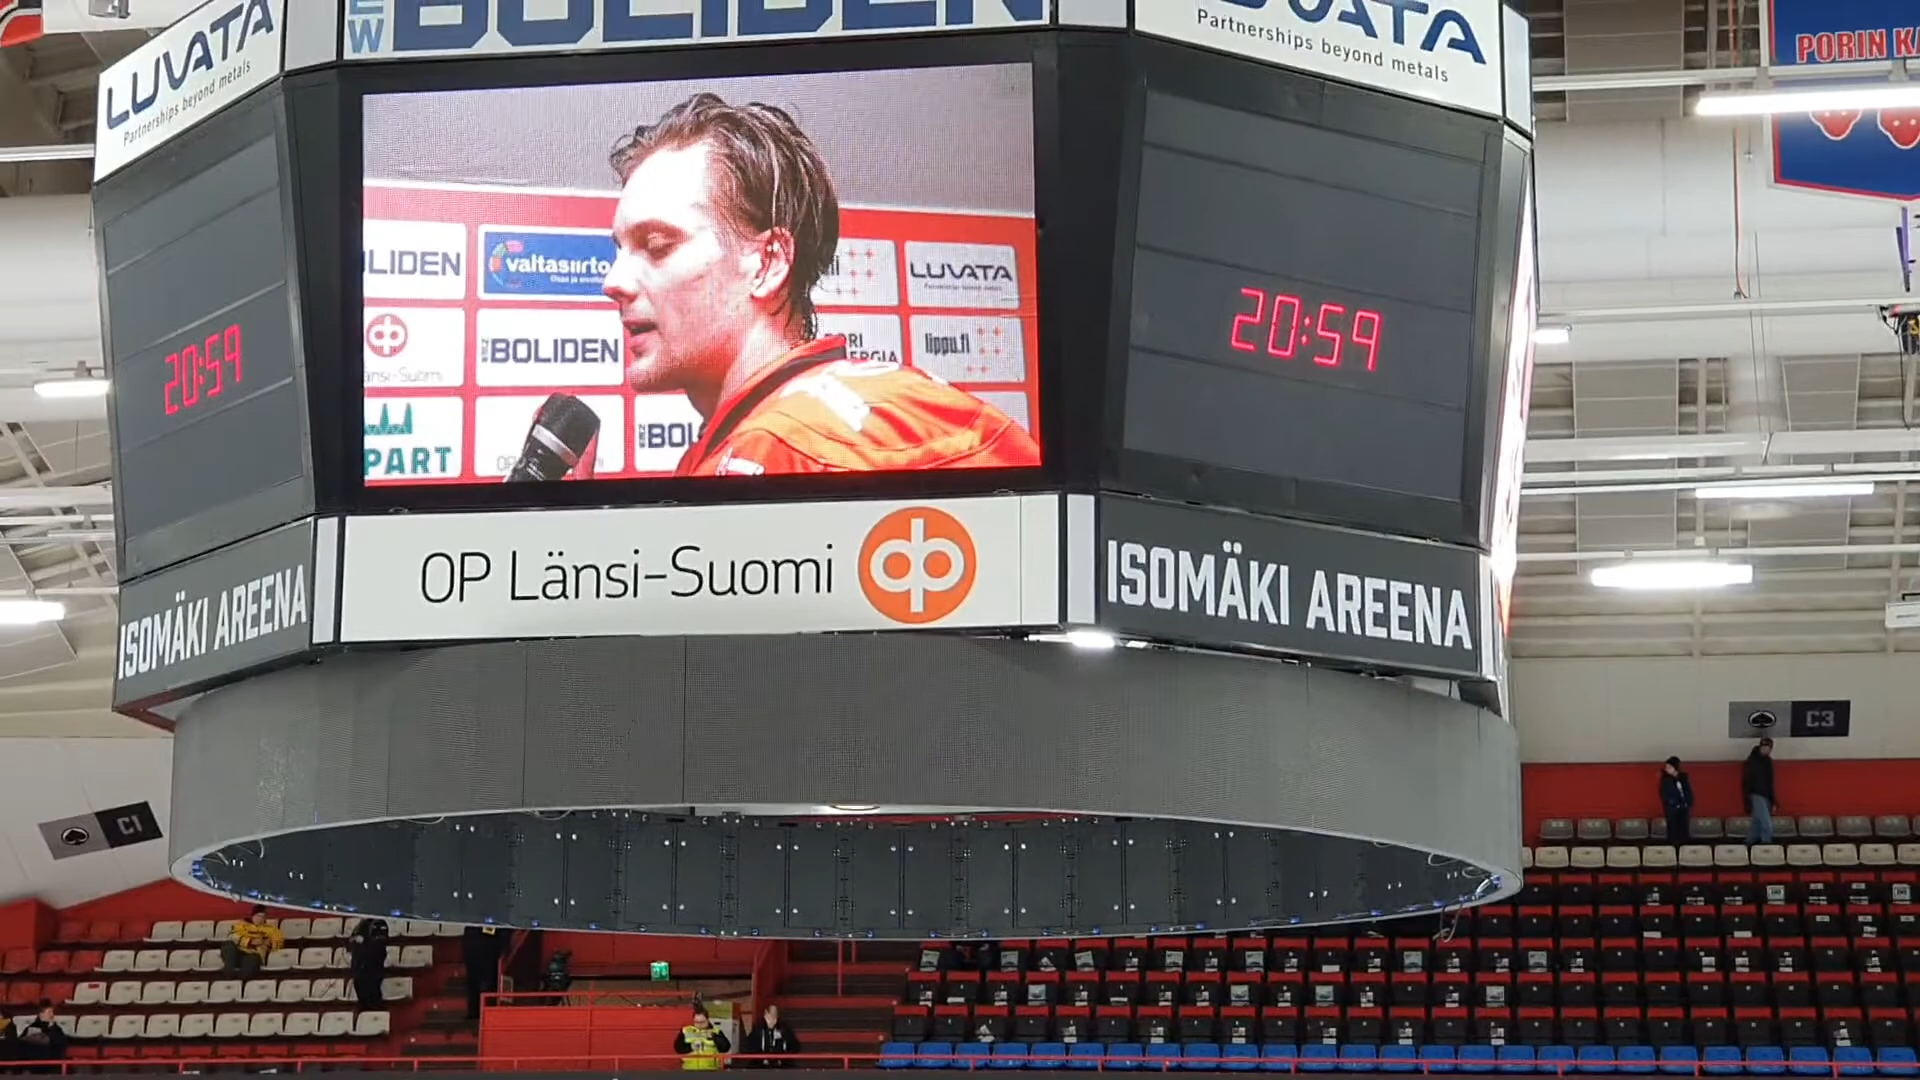 LUVATA
Partnerships beyond metals
BOLIDEN
Partnerships beyond metals
PORIN
LIDEN
valtasiirto
LUVATA
BOLIDEN
lippu.fi
PART
20:59
20:59
OP Länsi-Suomi
ISOMÄKI AREENA
ISOMÄKI AREENA
C1
C3